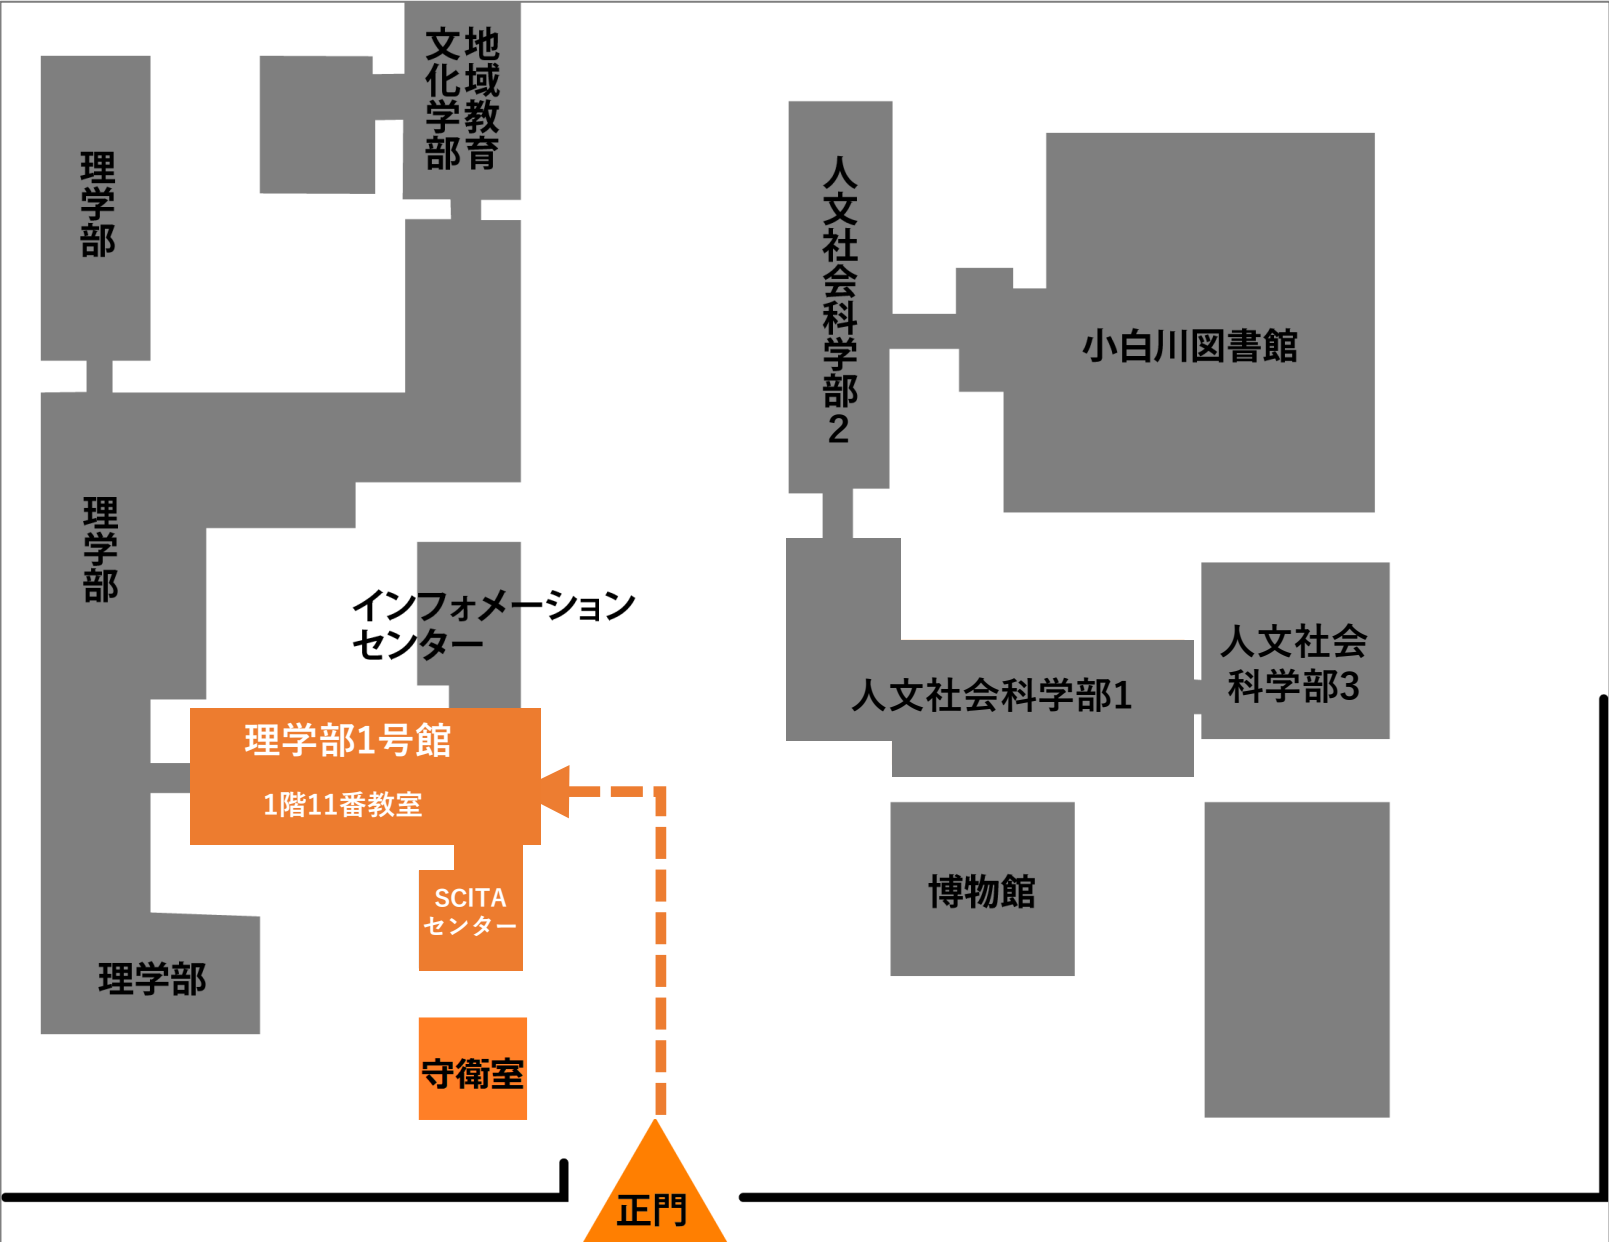 地域教育
文化学部
理学部
人文社会科学部2
小白川図書館
理学部
インフォメーション
センター
人文社会
科学部3
人文社会科学部1
理学部1号館
1階11番教室
SCITA
センター
博物館
理学部
守衛室
正門